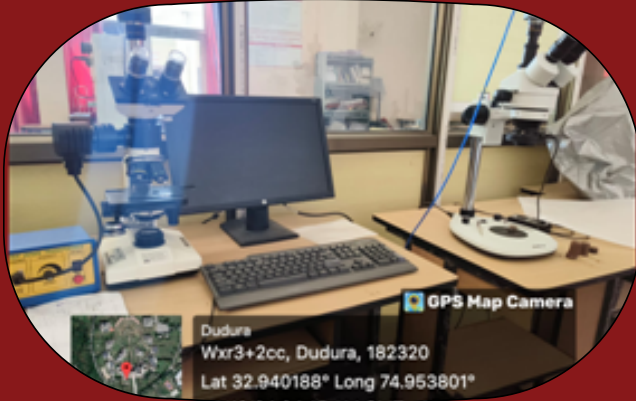 GPS Map Camera
Dudura
Wxr3+2cc, Dudura, 182320
Lat 32.940188° Long 74.953801°